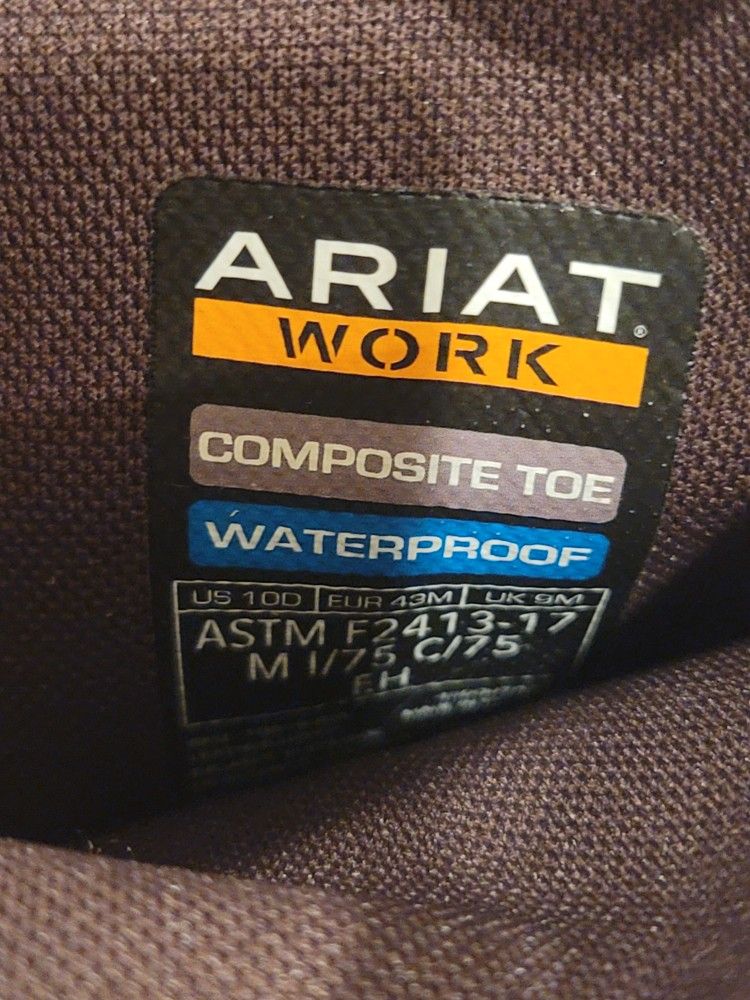 ARIAT®
WORK
COMPOSITE TOE
WATERPROOF
US 10D EUR 43M UK 9M
ASTM F2413-17
M I/75 C/75
EH